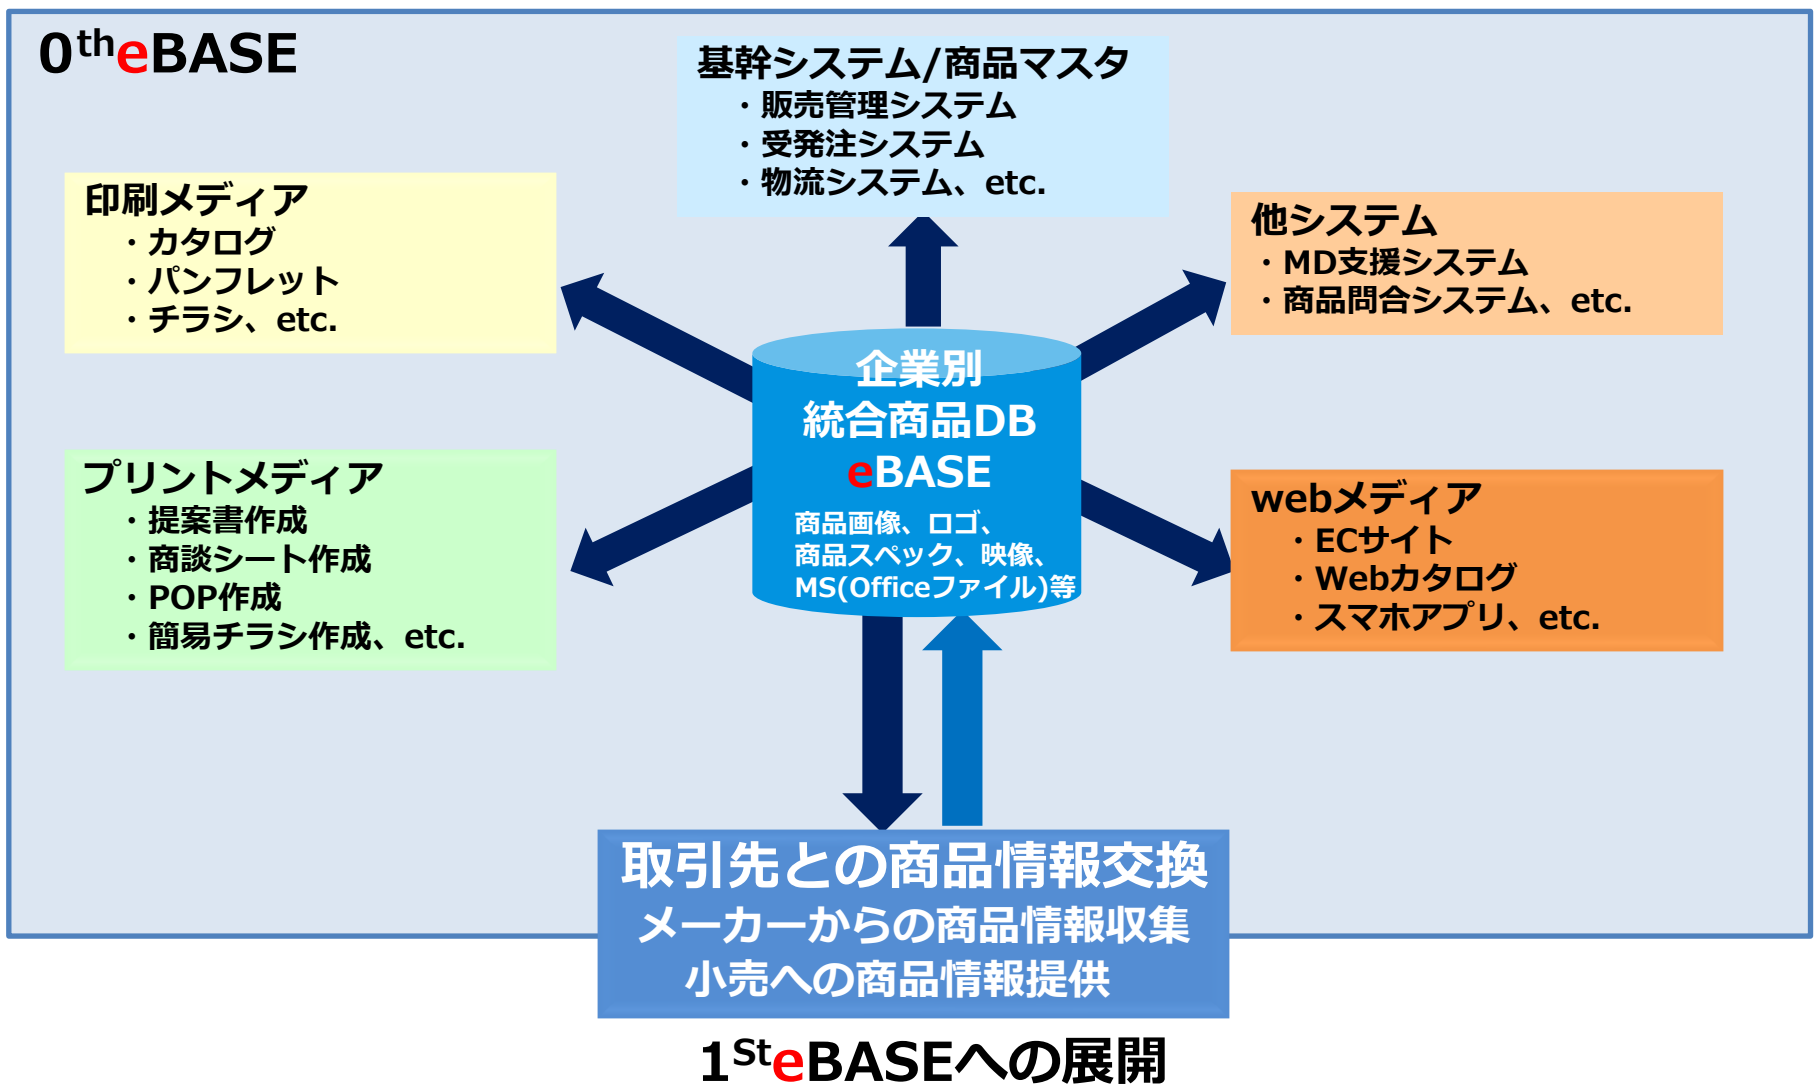 0theBASE
基幹システム/商品マスタ
・販売管理システム
・受発注システム
・物流システム、etc.
印刷メディア
・カタログ
・パンフレット
・チラシ、etc.
他システム
・MD支援システム
・商品問合システム、etc.
企業別
統合商品DB
eBASE
商品画像、ロゴ、
商品スペック、映像、
MS(Officeファイル)等
プリントメディア
・提案書作成
・商談シート作成
・POP作成
・簡易チラシ作成、etc.
webメディア
・ECサイト
・Webカタログ
・スマホアプリ、etc.
取引先との商品情報交換
メーカーからの商品情報収集
小売への商品情報提供
1SteBASEへの展開